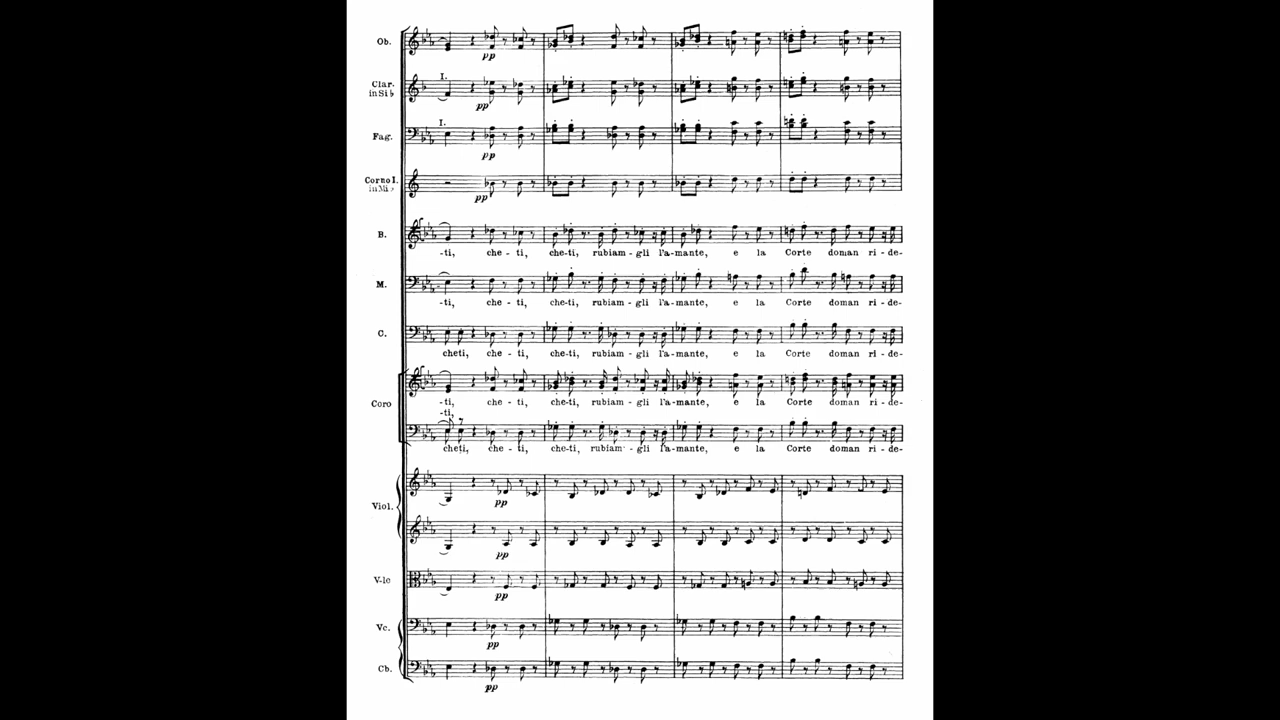 Ob.
pp
Clar. in Si♭
I.
pp
Fag.
I.
pp
Corno I.
pp
B.
-ti, che - ti, che-ti, rubiam - gli l'a-mante, e la Corte doman ri-de-
M.
-ti, che - ti, che-ti, rubiam - gli l'a-mante, e la Corte doman ri-de-
C.
cheti, che - ti, che-ti, rubiam - gli l'a-mante, e la Corte doman ri-de-
Coro
-ti, che - ti, che-ti, rubiam - gli l'a-mante, e la Corte doman ri-de-
-ti,
cheti, che - ti, che-ti, rubiam - gli l'a-mante, e la Corte doman ri-de-
Viol.
pp
pp
V-le
pp
Vc.
pp
Cb.
pp